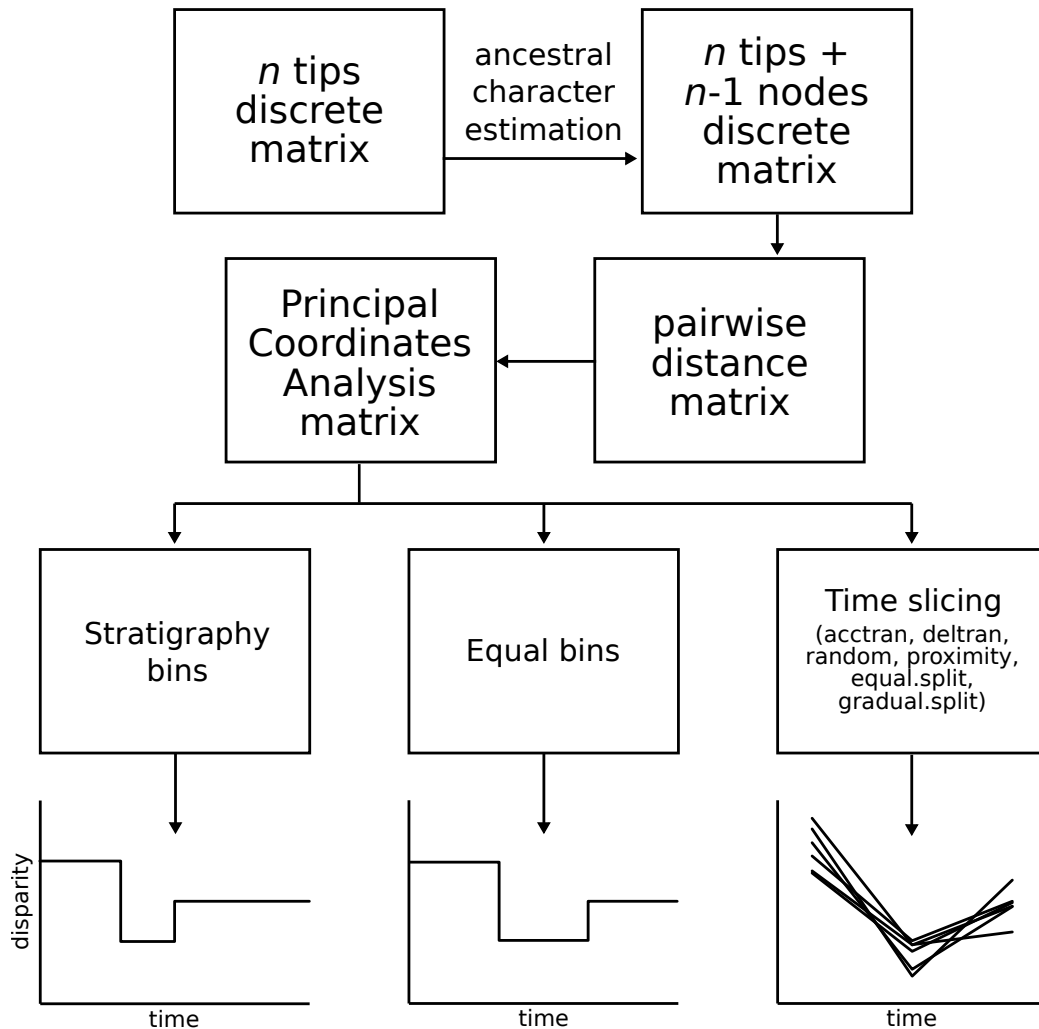 n tips
discrete
matrix
ancestral
character
estimation
n tips +
n-1 nodes
discrete
matrix
Principal
Coordinates
Analysis
matrix
pairwise
distance
matrix
Stratigraphy
bins
Equal bins
Time slicing
(acctran, deltran,
random, proximity,
equal.split,
gradual.split)
disparity
time
time
time